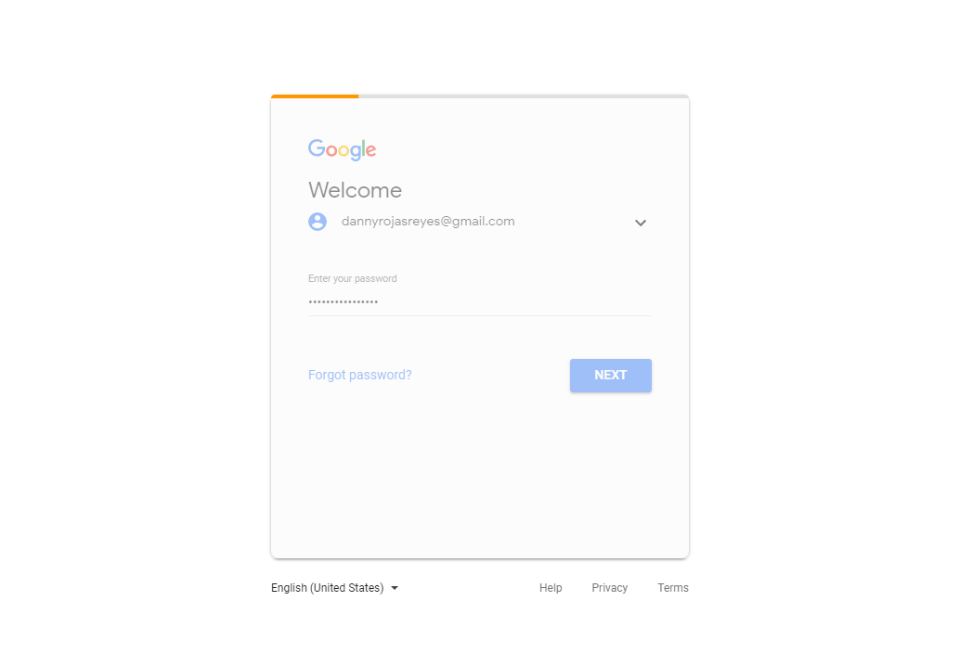 Google
Welcome
dannyrojasreyes@gmail.com
Enter your password
••••••••••••••••
Forgot password? NEXT
English (United States) Help Privacy Terms